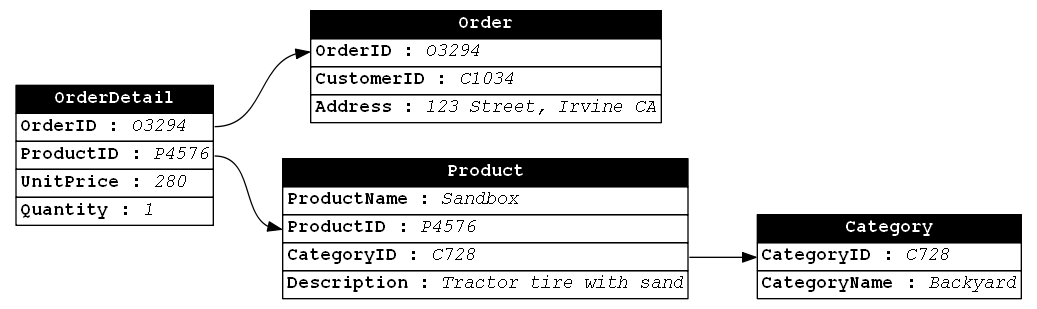 Order
OrderID : O3294
CustomerID : C1034
Address : 123 Street, Irvine CA
OrderDetail
OrderID : O3294
ProductID : P4576
UnitPrice : 280
Quantity : 1
Product
ProductName : Sandbox
ProductID : P4576
CategoryID : C728
Description : Tractor tire with sand
Category
CategoryID : C728
CategoryName : Backyard